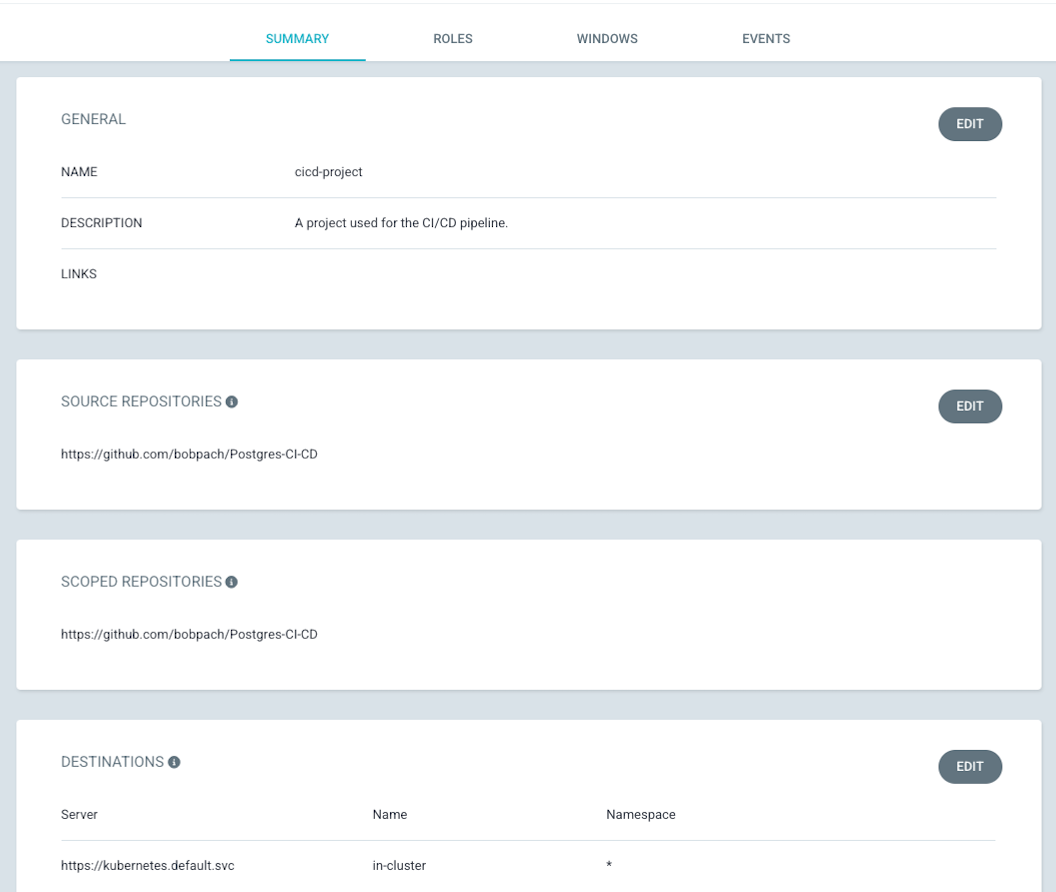 SUMMARY ROLES WINDOWS EVENTS
GENERAL EDIT
NAME cicd-project
DESCRIPTION A project used for the CI/CD pipeline.
LINKS
SOURCE REPOSITORIES EDIT
https://github.com/bobpach/Postgres-CI-CD
SCOPED REPOSITORIES
https://github.com/bobpach/Postgres-CI-CD
DESTINATIONS EDIT
Server Name Namespace
https://kubernetes.default.svc in-cluster *